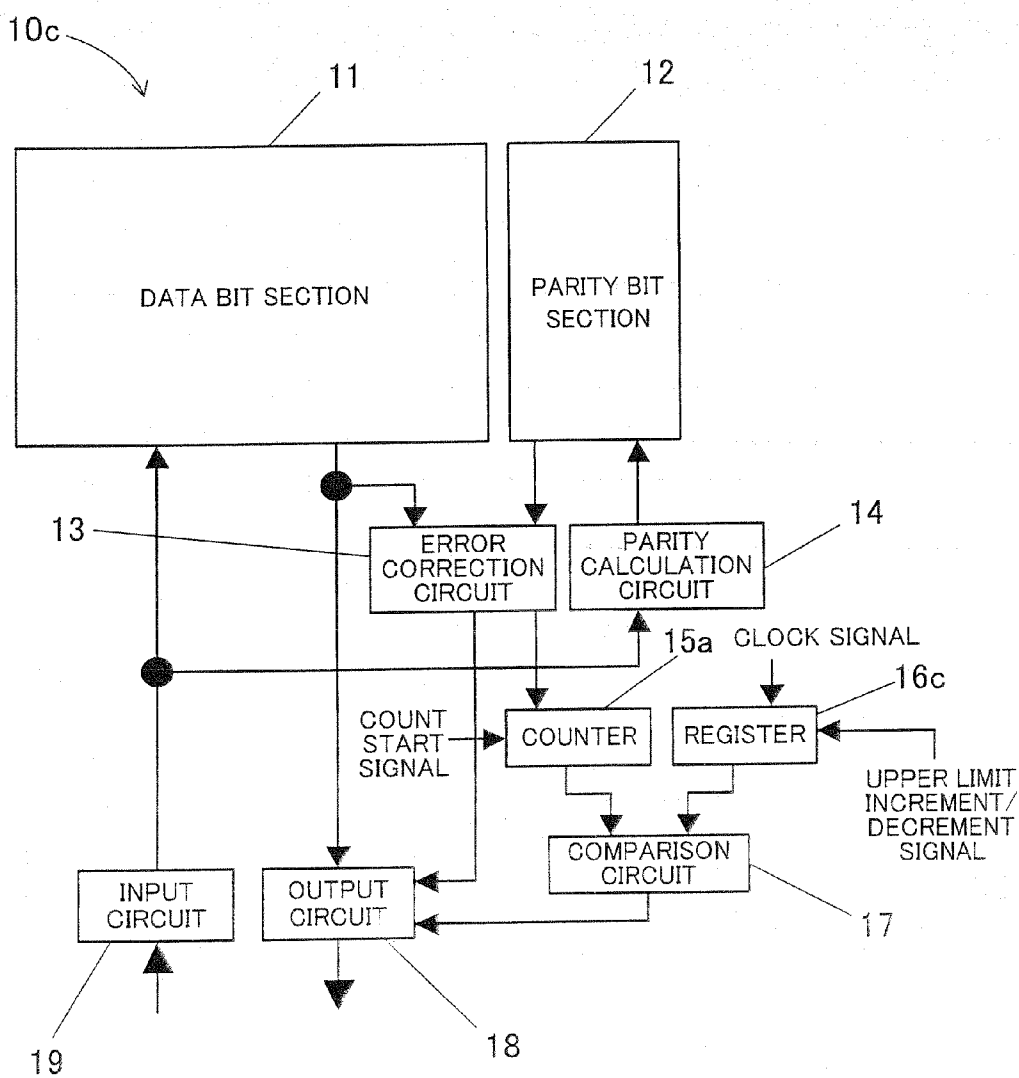 10c
11
12
DATA BIT SECTION
PARITY BIT
SECTION
13
ERROR
CORRECTION
CIRCUIT
PARITY
CALCULATION
CIRCUIT
14
15a
CLOCK SIGNAL
16c
COUNT
START
SIGNAL
COUNTER
REGISTER
UPPER LIMIT
INCREMENT/
DECREMENT
SIGNAL
COMPARISON
CIRCUIT
INPUT
CIRCUIT
OUTPUT
CIRCUIT
17
19
18